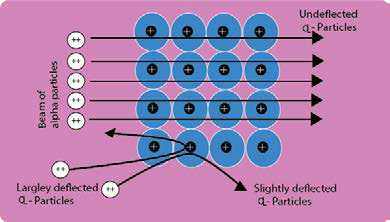 Undeflected
q - Particles
Beam of
alpha particles
++
++
++
++
++
+ + + +
+ + + +
+ + + +
+ + + +
++
++
Largley deflected
q - Particles
Slightly deflected
q - Particles